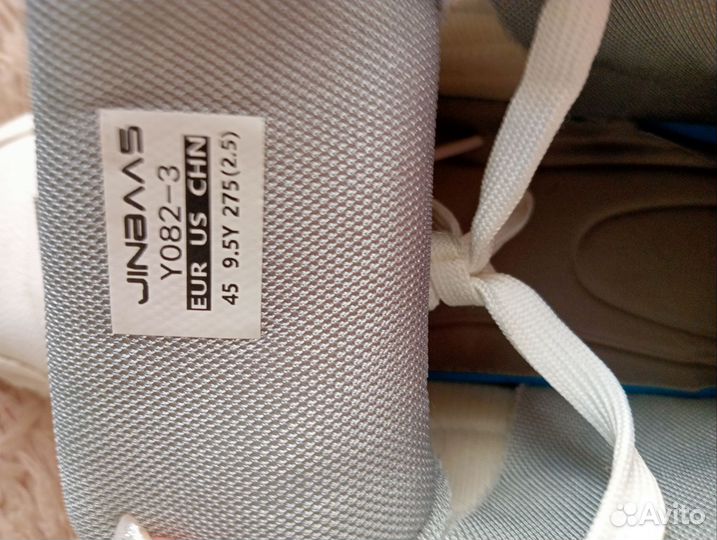 JINBAAS
Y082-3
EUR US CHN
45 9.5Y 275(2.5)
Avito